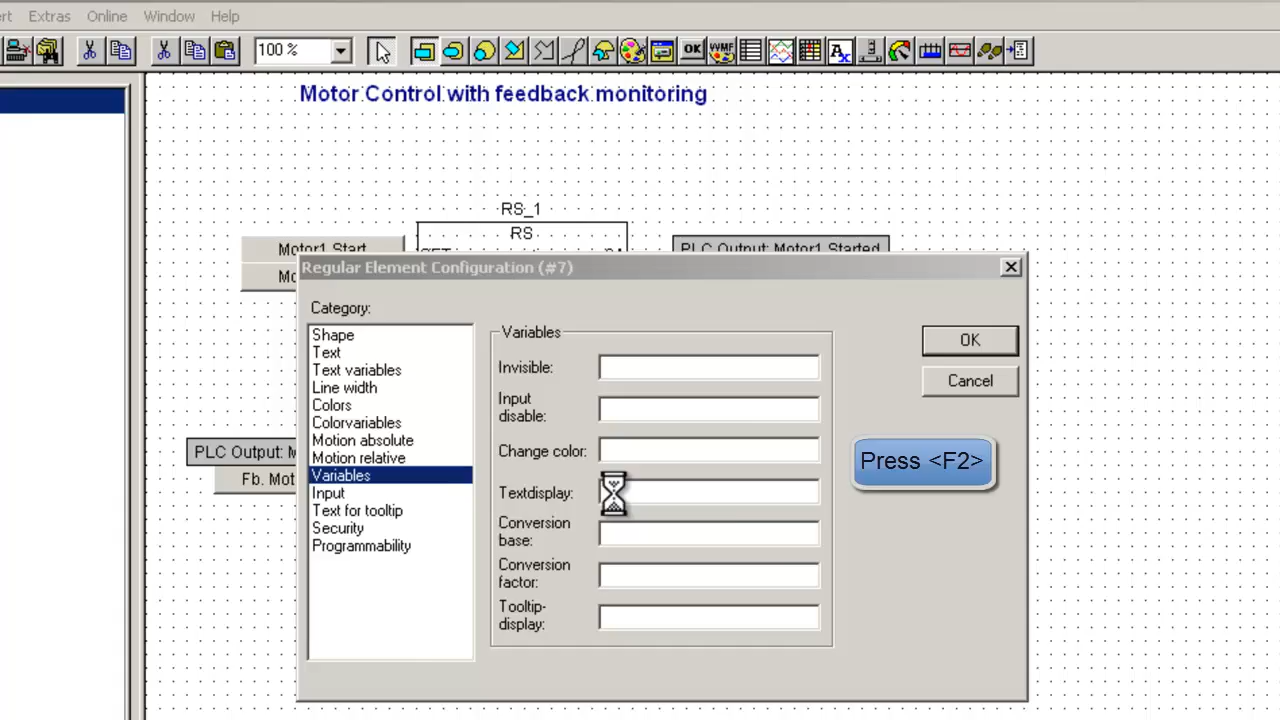 Extras Online Window Help
100 %
OK
WMF
Motor Control with feedback monitoring
RS_1
RS
Motor1 Start
PLC Output: Motor1 Started
Regular Element Configuration (#7)
Category:
Shape
Text
Text variables
Line width
Colors
Colorvariables
Motion absolute
Motion relative
Variables
Input
Text for tooltip
Security
Programmability
Variables
Invisible:
Input
disable:
Change color:
Textdisplay:
Conversion
base:
Conversion
factor:
Tooltip-
display:
OK
Cancel
Press <F2>
PLC Output: M
Fb. Mot